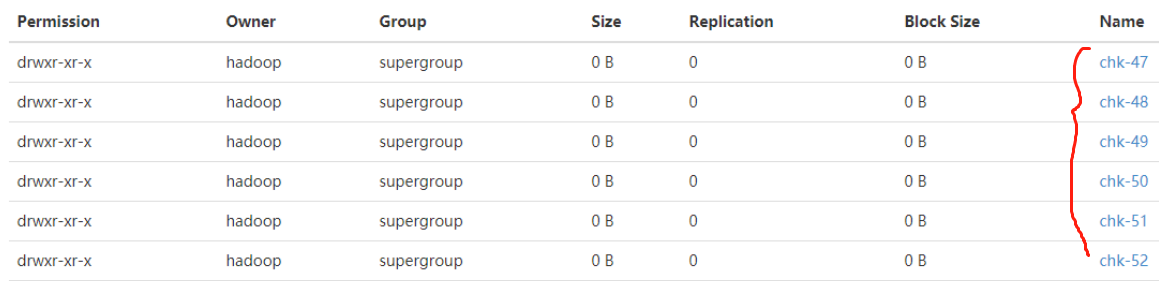 Permission Owner Group Size Replication Block Size Name
drwxr-xr-x hadoop supergroup 0 B 0 0 B chk-47
drwxr-xr-x hadoop supergroup 0 B 0 0 B chk-48
drwxr-xr-x hadoop supergroup 0 B 0 0 B chk-49
drwxr-xr-x hadoop supergroup 0 B 0 0 B chk-50
drwxr-xr-x hadoop supergroup 0 B 0 0 B chk-51
drwxr-xr-x hadoop supergroup 0 B 0 0 B chk-52